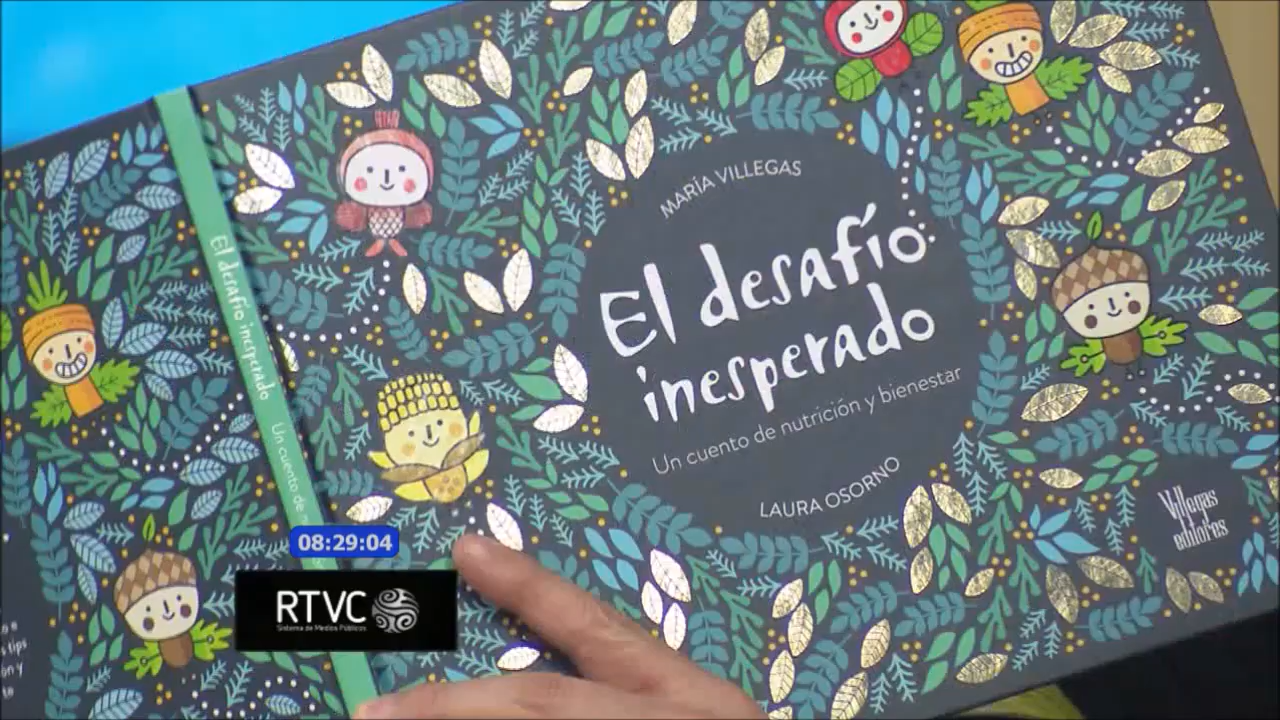 MARÍA VILLEGAS
El desafío
inesperado
Un cuento de nutrición y bienestar
LAURA OSORNO
Villegas
editores
El desafío inesperado
Un cuento de
08:29:04
RTVC
Sistema de Medios Públicos
tips